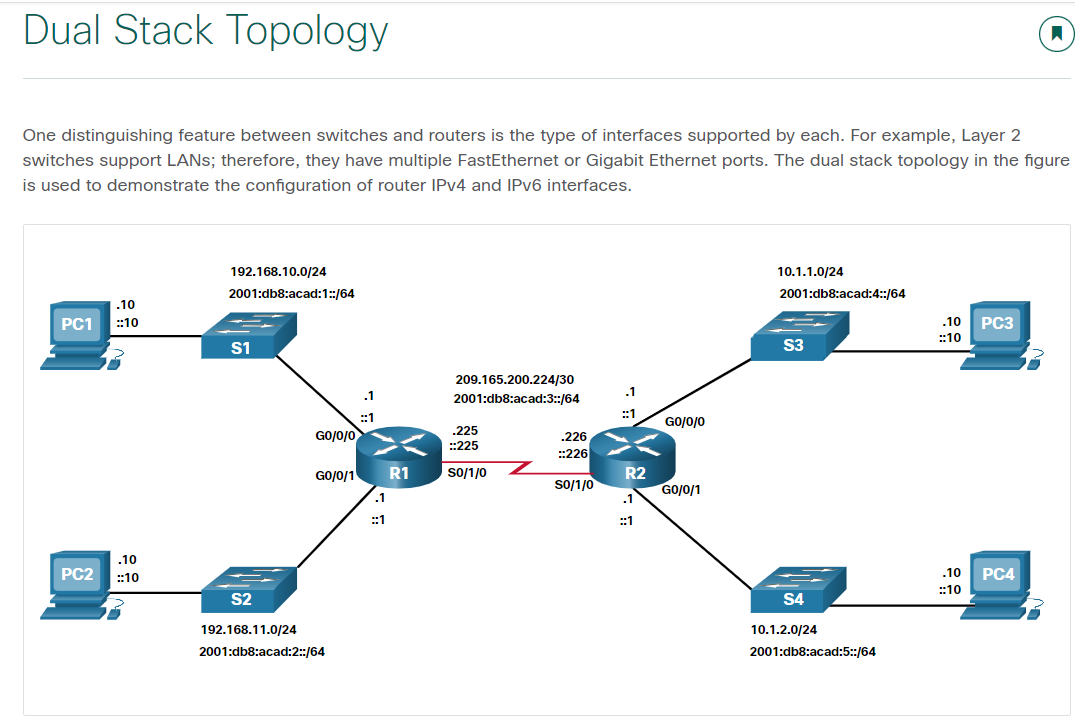 Dual Stack Topology
One distinguishing feature between switches and routers is the type of interfaces supported by each. For example, Layer 2
switches support LANs; therefore, they have multiple FastEthernet or Gigabit Ethernet ports. The dual stack topology in the figure
is used to demonstrate the configuration of router IPv4 and IPv6 interfaces.
192.168.10.0/24
2001:db8:acad:1::/64
10.1.1.0/24
2001:db8:acad:4::/64
PC1
.10
::10
S1
S3
.10
::10
PC3
209.165.200.224/30
2001:db8:acad:3::/64
.1
::1
G0/0/0
.1
::1
G0/0/0
.225
::225
.226
::226
G0/0/1
R1
S0/1/0
S0/1/0
R2
G0/0/1
.1
::1
.1
::1
PC2
.10
::10
S2
S4
.10
::10
PC4
192.168.11.0/24
2001:db8:acad:2::/64
10.1.2.0/24
2001:db8:acad:5::/64